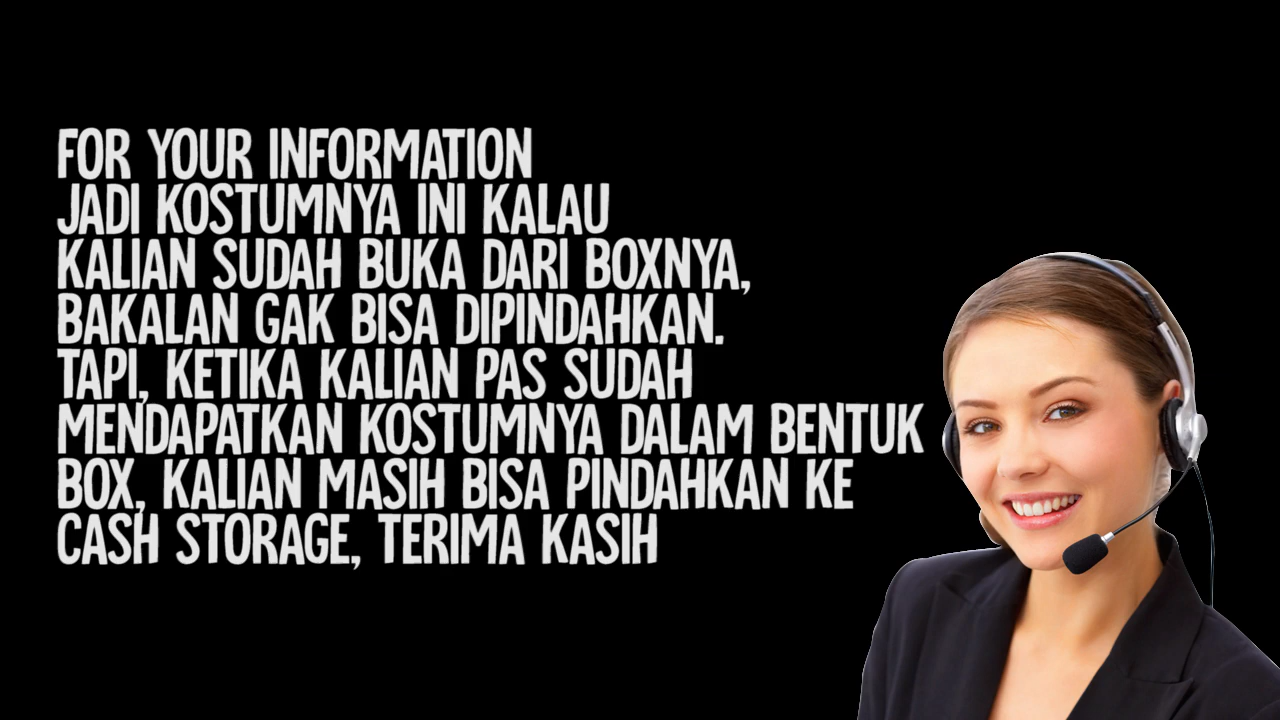 FOR YOUR INFORMATION
JADI KOSTUMNYA INI KALAU
KALIAN SUDAH BUKA DARI BOXNYA,
BAKALAN GAK BISA DIPINDAHKAN.
TAPI, KETIKA KALIAN PAS SUDAH
MENDAPATKAN KOSTUMNYA DALAM BENTUK
BOX, KALIAN MASIH BISA PINDAHKAN KE
CASH STORAGE, TERIMA KASIH